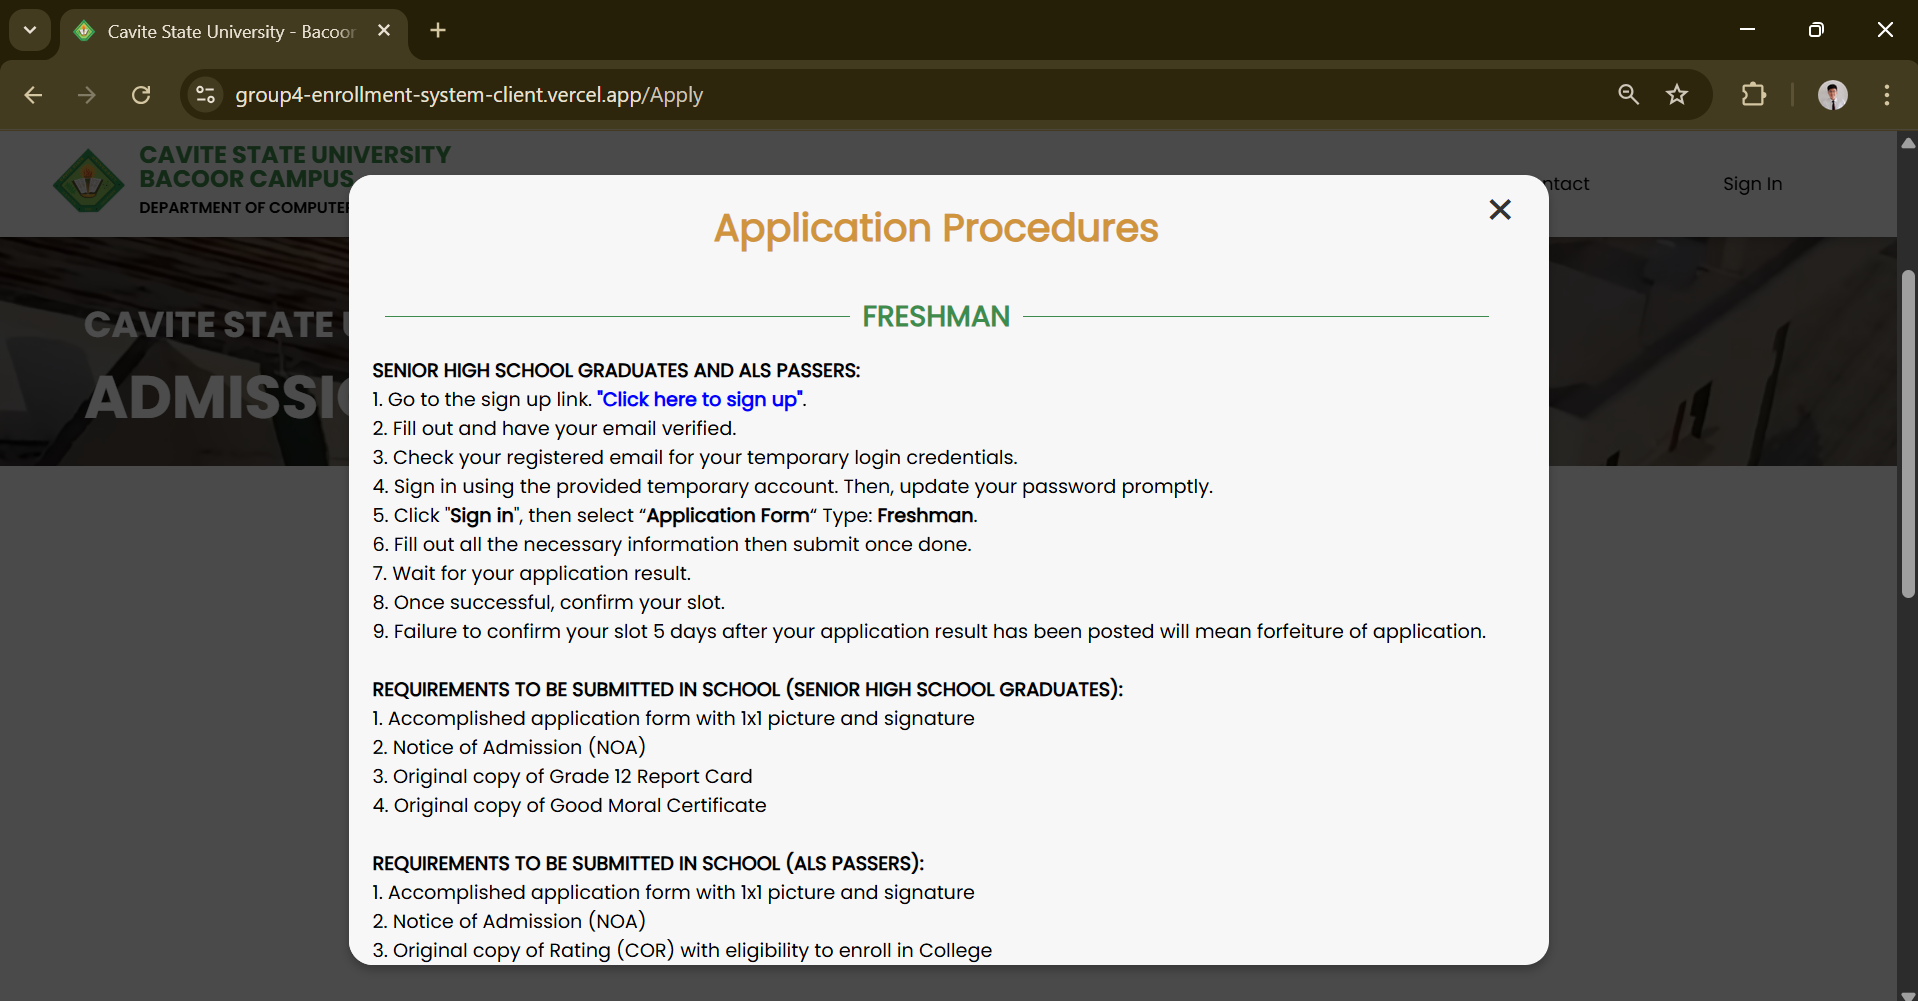 Cavite State University - Bacoor
group4-enrollment-system-client.vercel.app/Apply
CAVITE STATE UNIVERSITY
BACOOR CAMPUS
DEPARTMENT OF COMPUTER
ntact
Sign In
CAVITE STATE
ADMISSI
Application Procedures
FRESHMAN
SENIOR HIGH SCHOOL GRADUATES AND ALS PASSERS:
1. Go to the sign up link. "Click here to sign up".
2. Fill out and have your email verified.
3. Check your registered email for your temporary login credentials.
4. Sign in using the provided temporary account. Then, update your password promptly.
5. Click "Sign in", then select “Application Form“ Type: Freshman.
6. Fill out all the necessary information then submit once done.
7. Wait for your application result.
8. Once successful, confirm your slot.
9. Failure to confirm your slot 5 days after your application result has been posted will mean forfeiture of application.
REQUIREMENTS TO BE SUBMITTED IN SCHOOL (SENIOR HIGH SCHOOL GRADUATES):
1. Accomplished application form with 1x1 picture and signature
2. Notice of Admission (NOA)
3. Original copy of Grade 12 Report Card
4. Original copy of Good Moral Certificate
REQUIREMENTS TO BE SUBMITTED IN SCHOOL (ALS PASSERS):
1. Accomplished application form with 1x1 picture and signature
2. Notice of Admission (NOA)
3. Original copy of Rating (COR) with eligibility to enroll in College